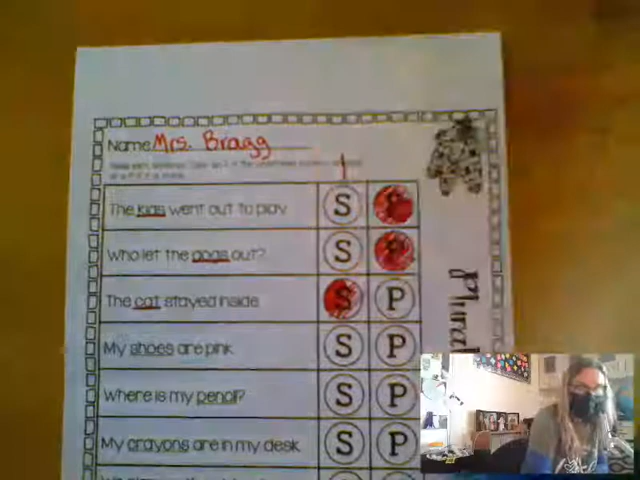 Name Mrs. Bragg
1
The kids went out to play. S P
Who let the dogs out? S P
The cat stayed inside. S P
My shoes are pink. S P
Where is my pencil? S P
My crayons are in my desk. S P
Plural